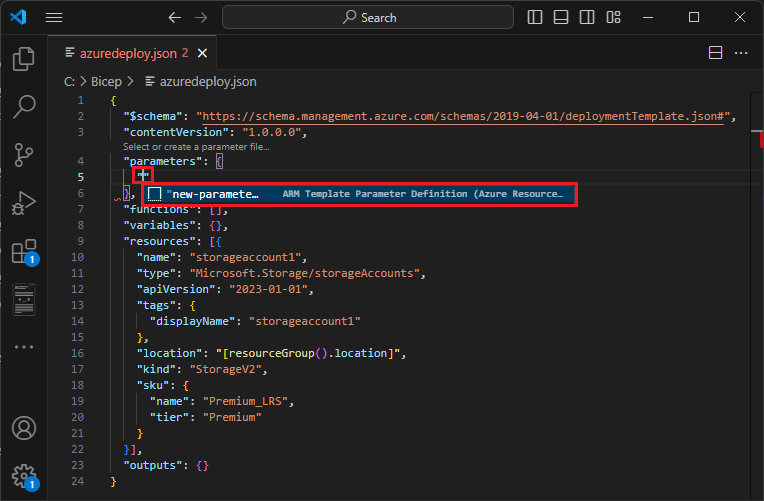 Search
azuredeploy.json 2
C: > Bicep > azuredeploy.json
1 {
2 "$schema": "https://schema.management.azure.com/schemas/2019-04-01/deploymentTemplate.json#",
3 "contentVersion": "1.0.0.0",
Select or create a parameter file...
4 "parameters": {
5 ""
6 },
"new-paramete… ARM Template Parameter Definition (Azure Resource…
7 "functions": [],
8 "variables": {},
9 "resources": [{
10 "name": "storageaccount1",
11 "type": "Microsoft.Storage/storageAccounts",
12 "apiVersion": "2023-01-01",
13 "tags": {
14 "displayName": "storageaccount1"
15 },
16 "location": "[resourceGroup().location]",
17 "kind": "StorageV2",
18 "sku": {
19 "name": "Premium_LRS",
20 "tier": "Premium"
21 }
22 }],
23 "outputs": {}
24 }
1
1